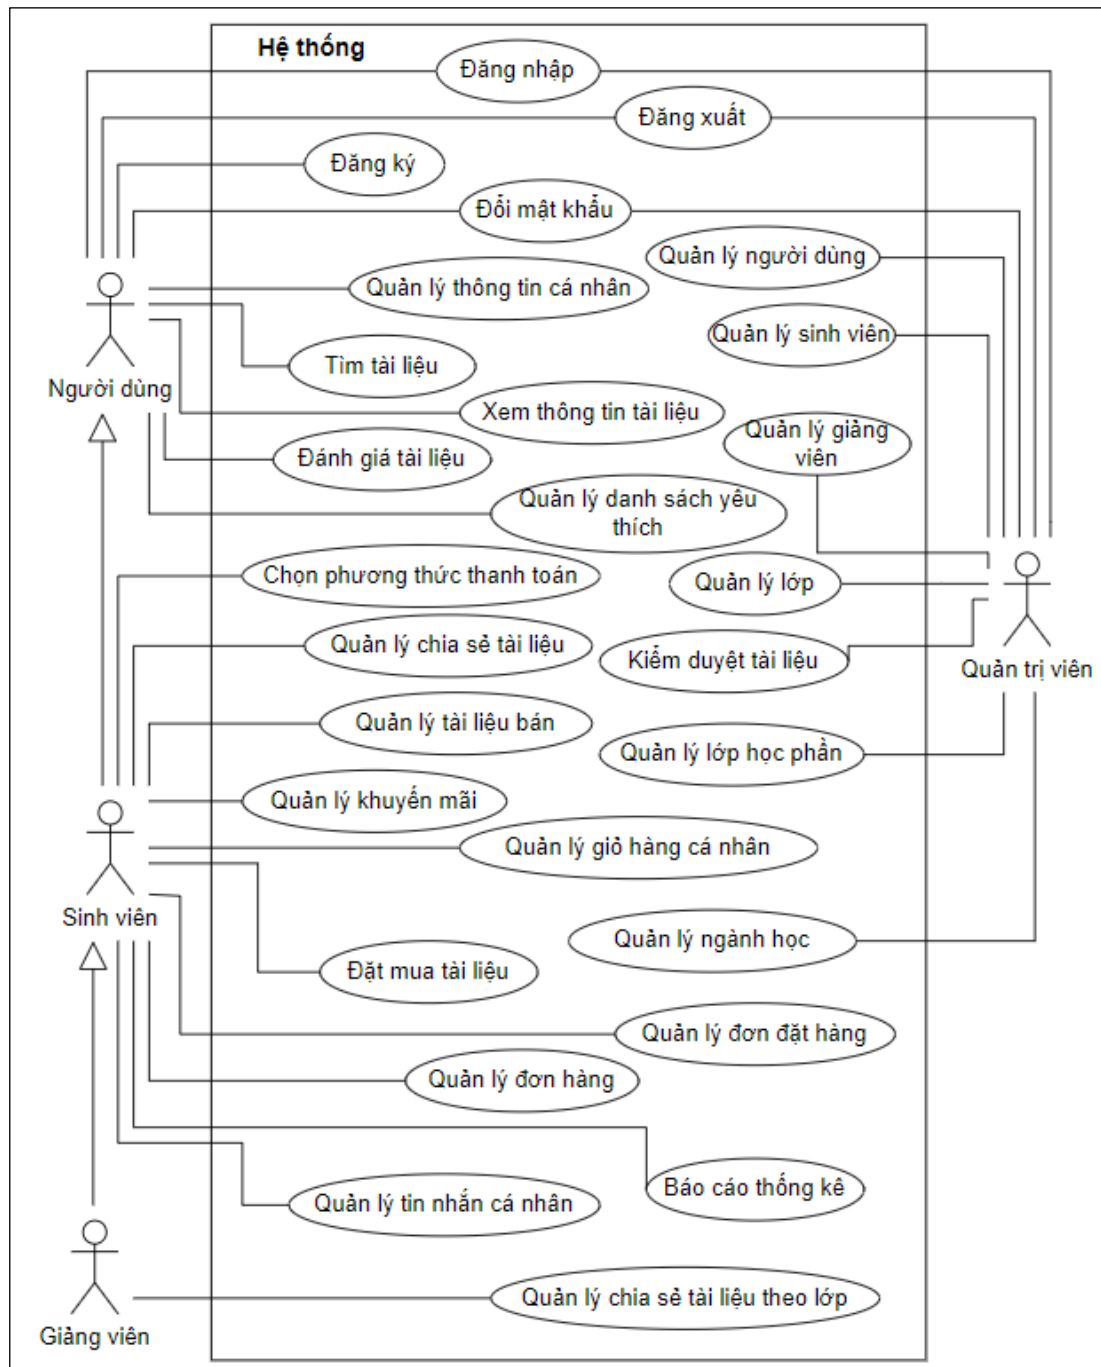 Hệ thống
Đăng nhập
Đăng xuất
Đăng ký
Đổi mật khẩu
Quản lý người dùng
Quản lý thông tin cá nhân
Quản lý sinh viên
Tìm tài liệu
Người dùng
Xem thông tin tài liệu
Quản lý giảng
viên
Đánh giá tài liệu
Quản lý danh sách yêu
thích
Chọn phương thức thanh toán
Quản lý lớp
Quản lý chia sẻ tài liệu
Kiểm duyệt tài liệu
Quản trị viên
Quản lý tài liệu bán
Quản lý lớp học phần
Quản lý khuyến mãi
Quản lý giỏ hàng cá nhân
Sinh viên
Quản lý ngành học
Đặt mua tài liệu
Quản lý đơn đặt hàng
Quản lý đơn hàng
Báo cáo thống kê
Quản lý tin nhắn cá nhân
Quản lý chia sẻ tài liệu theo lớp
Giảng viên